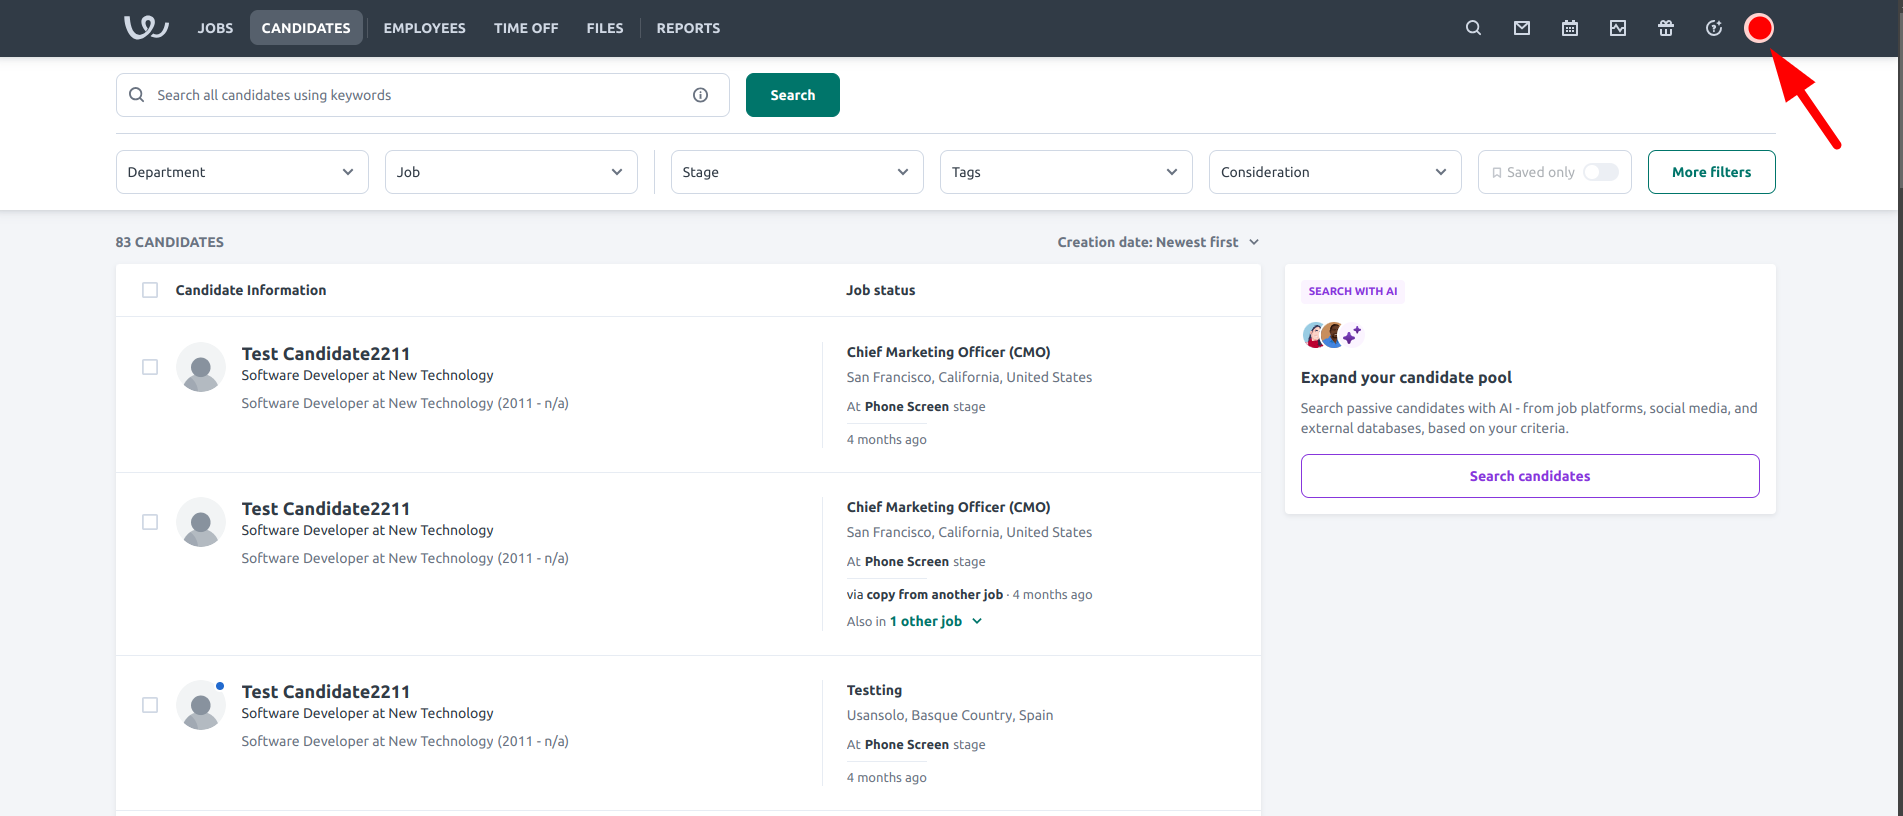 JOBS CANDIDATES EMPLOYEES TIME OFF FILES REPORTS
Search all candidates using keywords
Search
Department
Job
Stage
Tags
Consideration
Saved only
More filters
83 CANDIDATES
Creation date: Newest first
Candidate Information
Job status
Test Candidate2211
Software Developer at New Technology
Software Developer at New Technology (2011 - n/a)
Chief Marketing Officer (CMO)
San Francisco, California, United States
At Phone Screen stage
4 months ago
Test Candidate2211
Software Developer at New Technology
Software Developer at New Technology (2011 - n/a)
Chief Marketing Officer (CMO)
San Francisco, California, United States
At Phone Screen stage
via copy from another job · 4 months ago
Also in 1 other job
Test Candidate2211
Software Developer at New Technology
Software Developer at New Technology (2011 - n/a)
Testting
Usansolo, Basque Country, Spain
At Phone Screen stage
4 months ago
SEARCH WITH AI
Expand your candidate pool
Search passive candidates with AI - from job platforms, social media, and
external databases, based on your criteria.
Search candidates